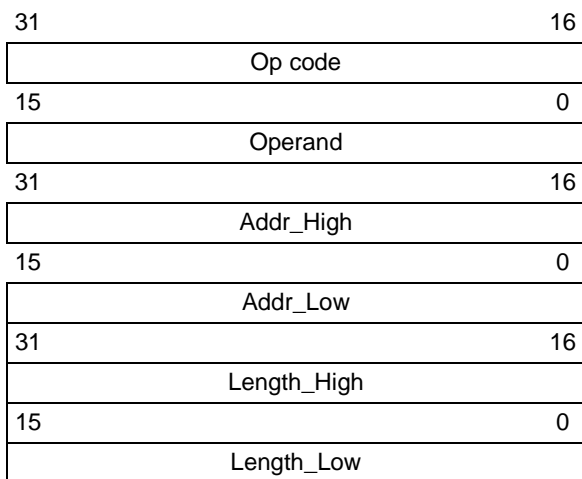 31 16
Op code
15 0
Operand
31 16
Addr_High
15 0
Addr_Low
31 16
Length_High
15 0
Length_Low